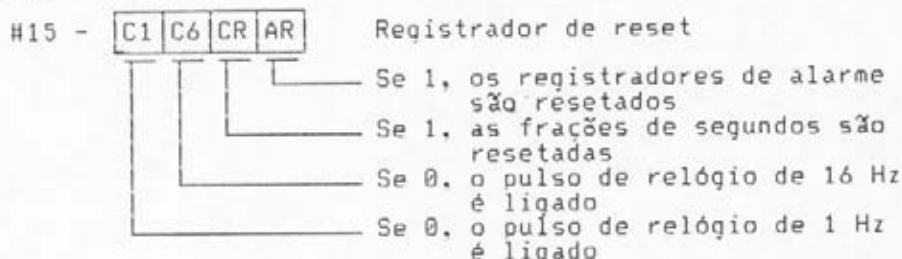 #15 - C1 C6 CR AR Registrador de reset
Se 1, os registradores de alarme
são resetados
Se 1, as frações de segundos são
resetadas
Se 0, o pulso de relógio de 16 Hz
é ligado
Se 0, o pulso de relógio de 1 Hz
é ligado